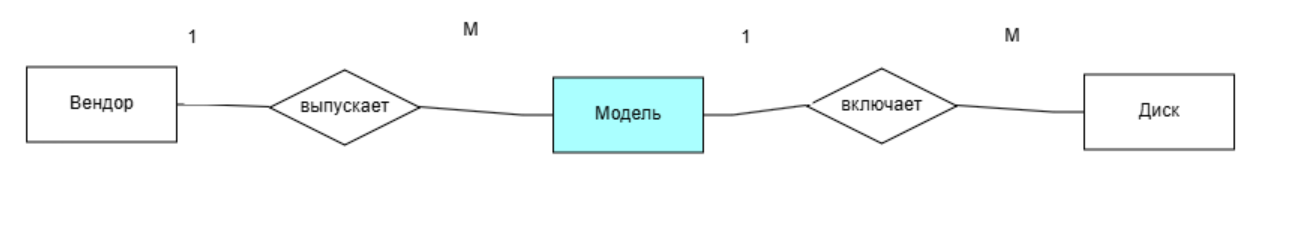 1
М
1
М
Вендор
выпускает
Модель
включает
Диск